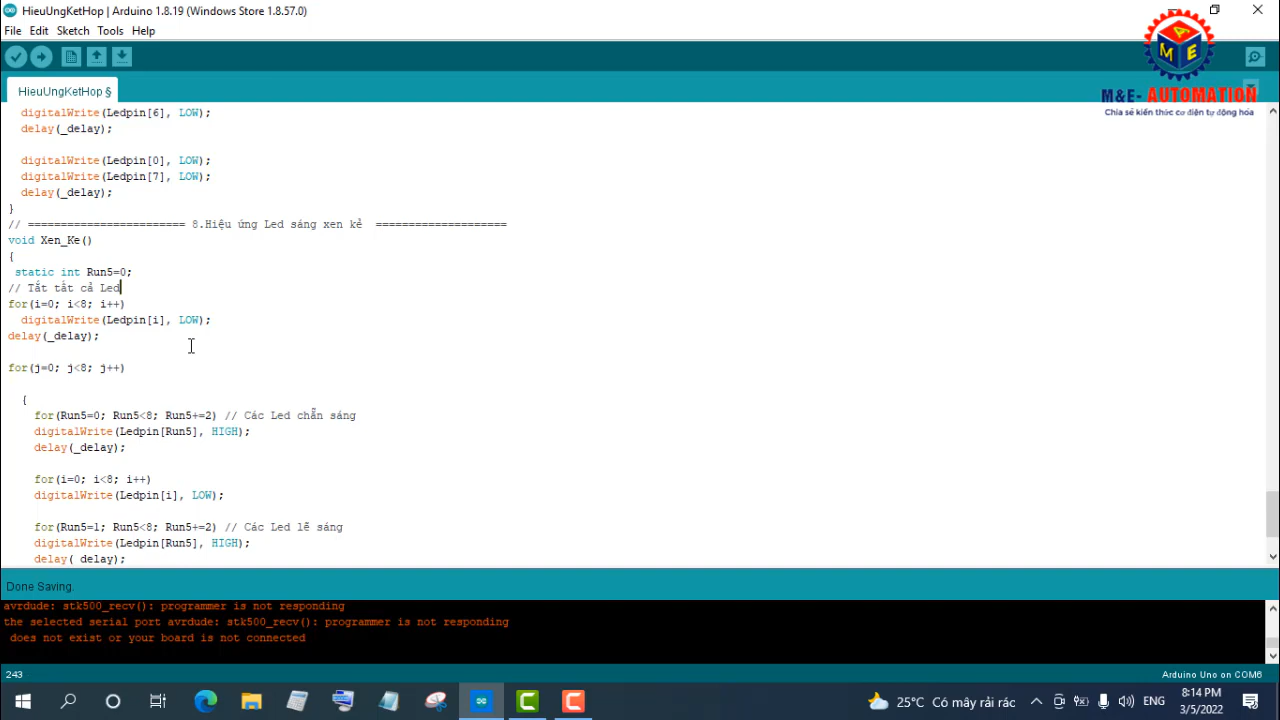 HieuUngKetHop | Arduino 1.8.19 (Windows Store 1.8.57.0)
File Edit Sketch Tools Help
HieuUngKetHop §
M&E- AUTOMATION
Chia sẻ kiến thức cơ điện tự động hóa
digitalWrite(Ledpin[6], LOW);
delay(_delay);
digitalWrite(Ledpin[0], LOW);
digitalWrite(Ledpin[7], LOW);
delay(_delay);
}
// ======================== 8.Hiệu ứng Led sáng xen kẻ ====================
void Xen_Ke()
{
static int Run5=0;
// Tắt tất cả Led
for(i=0; i<8; i++)
digitalWrite(Ledpin[i], LOW);
delay(_delay);
for(j=0; j<8; j++)
{
for(Run5=0; Run5<8; Run5+=2) // Các Led chẵn sáng
digitalWrite(Ledpin[Run5], HIGH);
delay(_delay);
for(i=0; i<8; i++)
digitalWrite(Ledpin[i], LOW);
for(Run5=1; Run5<8; Run5+=2) // Các Led lẽ sáng
digitalWrite(Ledpin[Run5], HIGH);
delay( delay);
Done Saving.
avrdude: stk500_recv(): programmer is not responding
the selected serial port avrdude: stk500_recv(): programmer is not responding
does not exist or your board is not connected
243
Arduino Uno on COM6
25°C Có mây rải rác
ENG
8:14 PM
3/5/2022